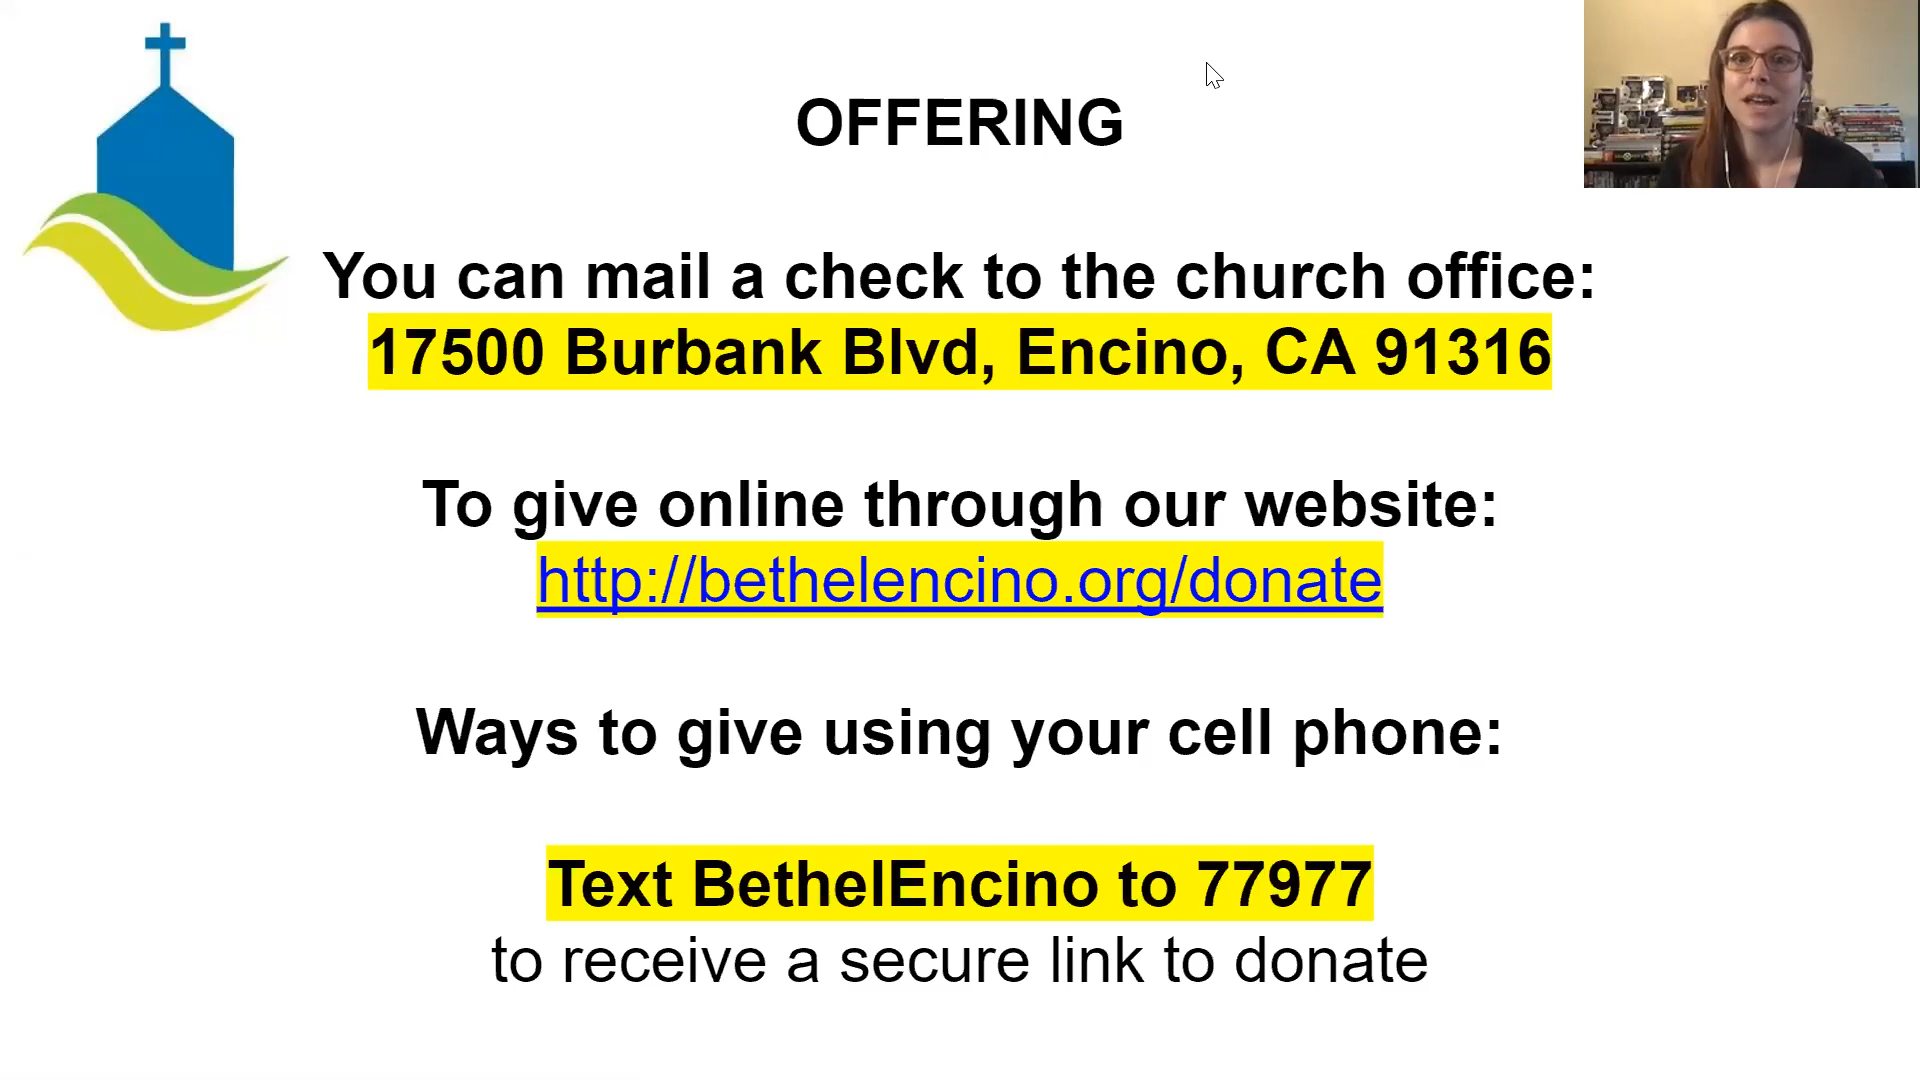 OFFERING
You can mail a check to the church office:
17500 Burbank Blvd, Encino, CA 91316
To give online through our website:
http://bethelencino.org/donate
Ways to give using your cell phone:
Text BethelEncino to 77977
to receive a secure link to donate